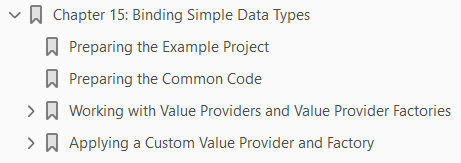 Chapter 15: Binding Simple Data Types
Preparing the Example Project
Preparing the Common Code
Working with Value Providers and Value Provider Factories
Applying a Custom Value Provider and Factory